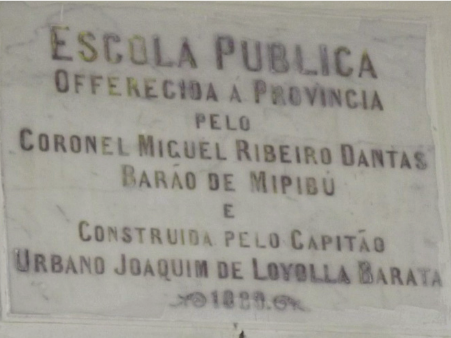 ESCOLA PUBLICA
OFFERECIDA Á PROVINCIA
PELO
CORONEL MIGUEL RIBEIRO DANTAS
BARÃO DE MIPIBÚ
E
CONSTRUIDA PELO CAPITÃO
URBANO JOAQUIM DE LOYOLLA BARATA